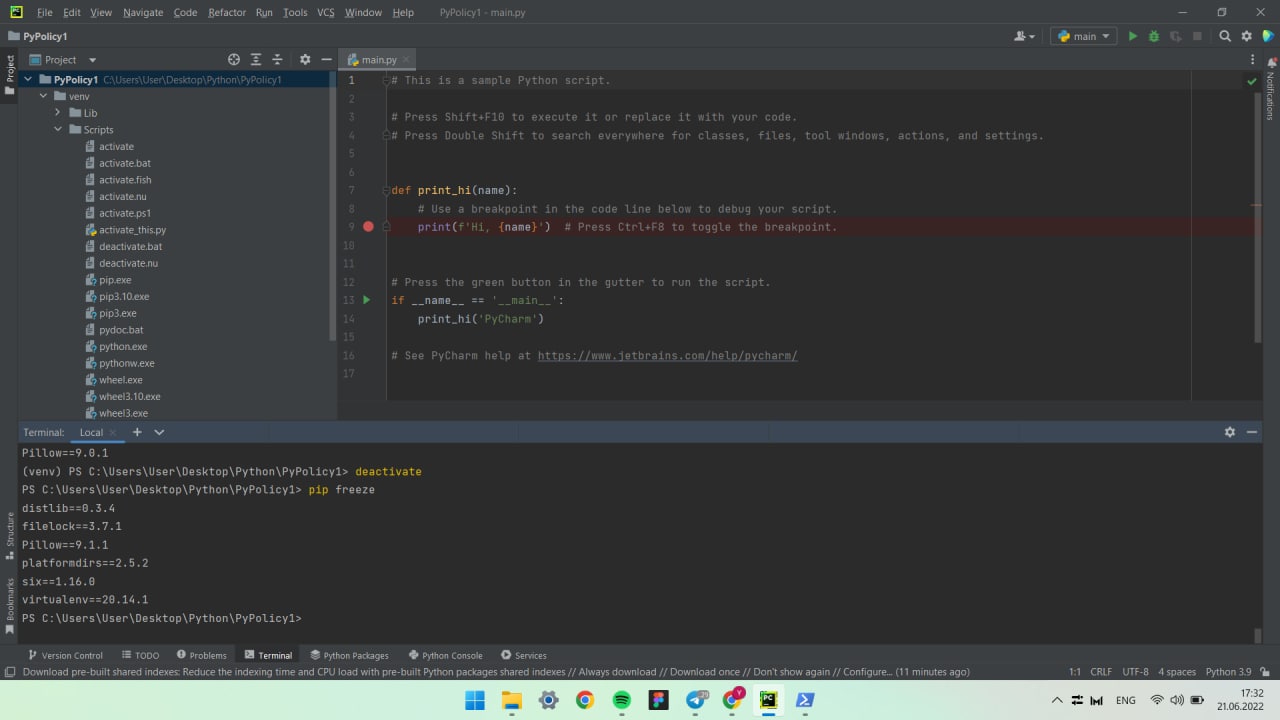 File Edit View Navigate Code Refactor Run Tools VCS Window Help PyPolicy1 - main.py
PyPolicy1
main
Project
Project
main.py
Notifications
PyPolicy1 C:\Users\User\Desktop\Python\PyPolicy1
venv
Lib
Scripts
activate
activate.bat
activate.fish
activate.nu
activate.ps1
activate_this.py
deactivate.bat
deactivate.nu
pip.exe
pip3.10.exe
pip3.exe
pydoc.bat
python.exe
pythonw.exe
wheel.exe
wheel3.10.exe
wheel3.exe
1 # This is a sample Python script.
2
3 # Press Shift+F10 to execute it or replace it with your code.
4 # Press Double Shift to search everywhere for classes, files, tool windows, actions, and settings.
5
6
7 def print_hi(name):
8 # Use a breakpoint in the code line below to debug your script.
9 print(f'Hi, {name}') # Press Ctrl+F8 to toggle the breakpoint.
10
11
12 # Press the green button in the gutter to run the script.
13 if __name__ == '__main__':
14 print_hi('PyCharm')
15
16 # See PyCharm help at https://www.jetbrains.com/help/pycharm/
17
Terminal: Local
Pillow==9.0.1
(venv) PS C:\Users\User\Desktop\Python\PyPolicy1> deactivate
PS C:\Users\User\Desktop\Python\PyPolicy1> pip freeze
distlib==0.3.4
filelock==3.7.1
Pillow==9.1.1
platformdirs==2.5.2
six==1.16.0
virtualenv==20.14.1
PS C:\Users\User\Desktop\Python\PyPolicy1>
Structure
Bookmarks
Version Control TODO Problems Terminal Python Packages Python Console Services
Download pre-built shared indexes: Reduce the indexing time and CPU load with pre-built Python packages shared indexes // Always download // Download once // Don't show again // Configure... (11 minutes ago) 1:1 CRLF UTF-8 4 spaces Python 3.9
ENG 17:32
21.06.2022